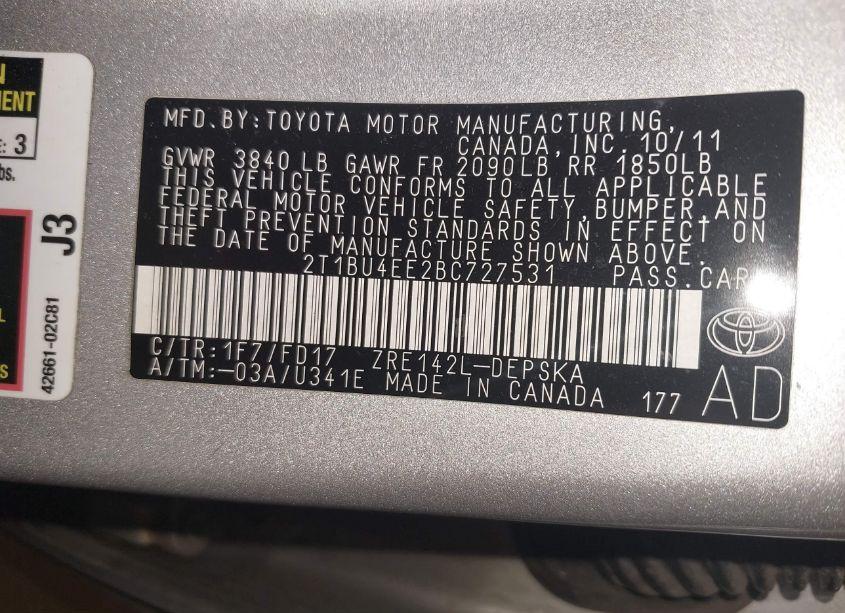 N
MENT
E: 3
bs.
J3
42661-02C81
L
S
MFD. BY: TOYOTA MOTOR MANUFACTURING,
CANADA, INC. 10/11
GVWR 3840 LB GAWR FR 2090LB RR 1850LB
THIS VEHICLE CONFORMS TO ALL APPLICABLE
FEDERAL MOTOR VEHICLE SAFETY, BUMPER, AND
THEFT PREVENTION STANDARDS IN EFFECT ON
THE DATE OF MANUFACTURE SHOWN ABOVE.
2T1BU4EE2BC727531 PASS. CAR
C/TR: 1F7/FD17 ZRE142L-DEPSKA
A/TM:-03A/U341E MADE IN CANADA 177 AD